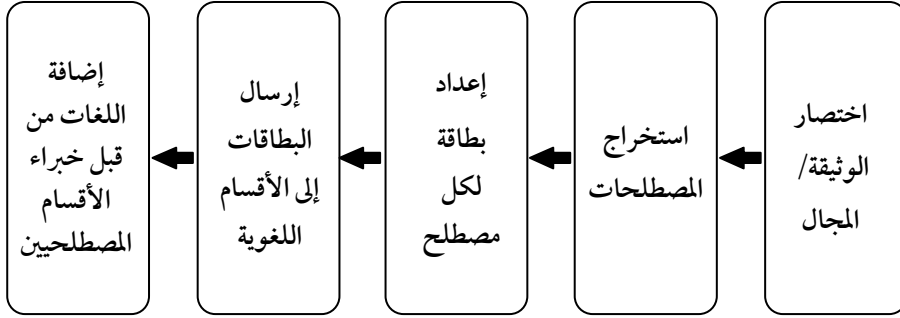 اختصار
الوثيقة/
المجال
استخراج
المصطلحات
إعداد
بطاقة
لكل
مصطلح
إرسال
البطاقات
إلى الأقسام
اللغوية
إضافة
اللغات من
قبل خبراء
الأقسام
المصطلحيين